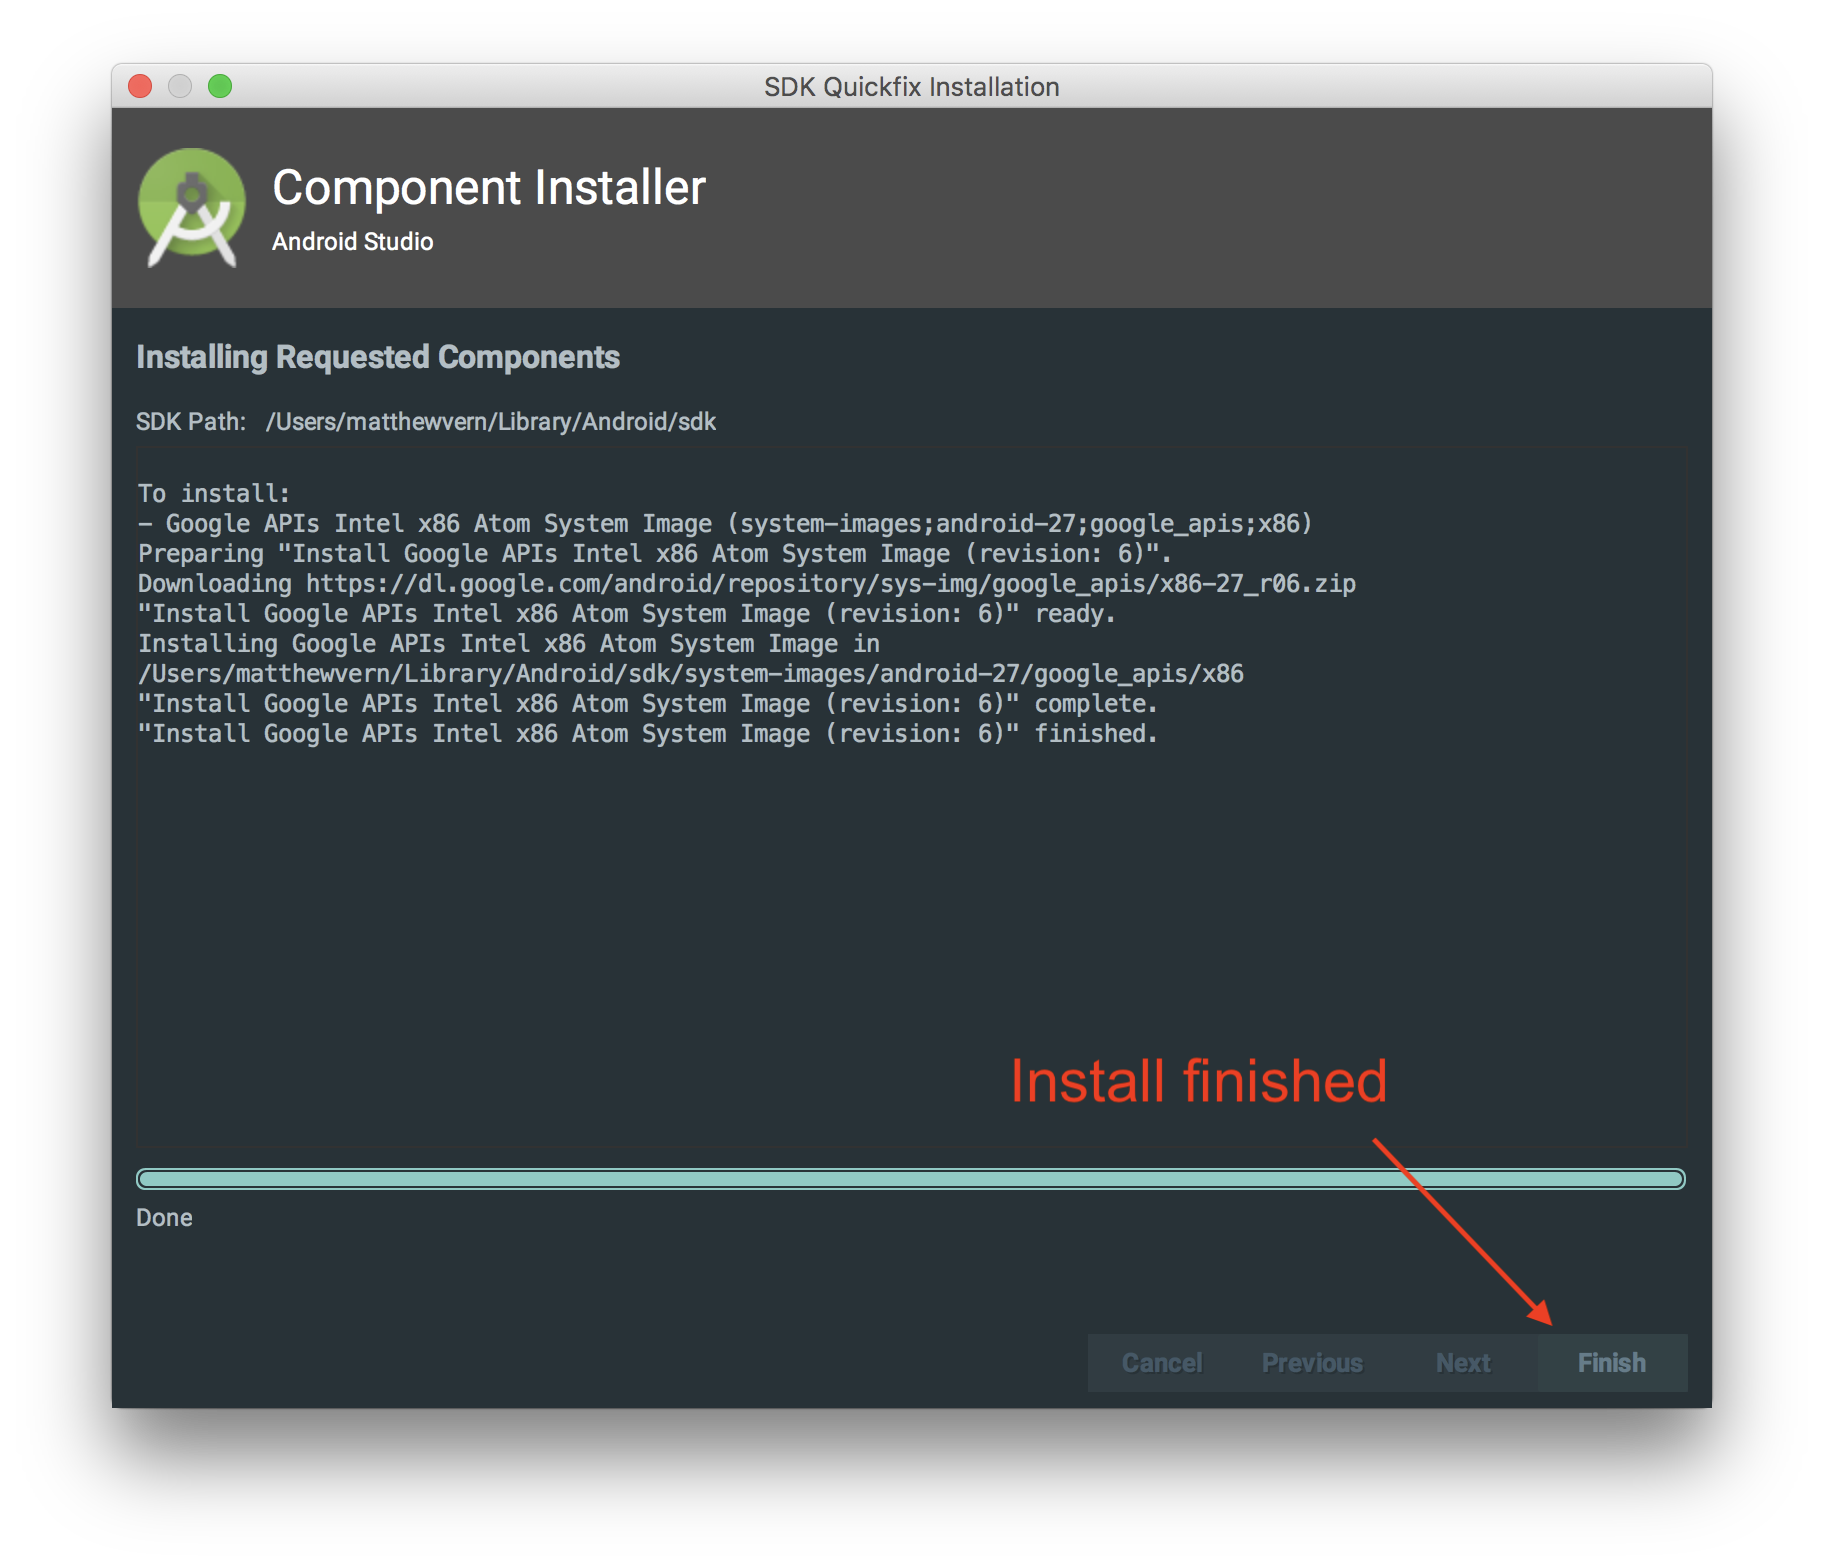 SDK Quickfix Installation
Component Installer
Android Studio
Installing Requested Components
SDK Path: /Users/matthewvern/Library/Android/sdk
To install:
- Google APIs Intel x86 Atom System Image (system-images;android-27;google_apis;x86)
Preparing "Install Google APIs Intel x86 Atom System Image (revision: 6)".
Downloading https://dl.google.com/android/repository/sys-img/google_apis/x86-27_r06.zip
"Install Google APIs Intel x86 Atom System Image (revision: 6)" ready.
Installing Google APIs Intel x86 Atom System Image in
/Users/matthewvern/Library/Android/sdk/system-images/android-27/google_apis/x86
"Install Google APIs Intel x86 Atom System Image (revision: 6)" complete.
"Install Google APIs Intel x86 Atom System Image (revision: 6)" finished.
Install finished
Done
Cancel Previous Next Finish